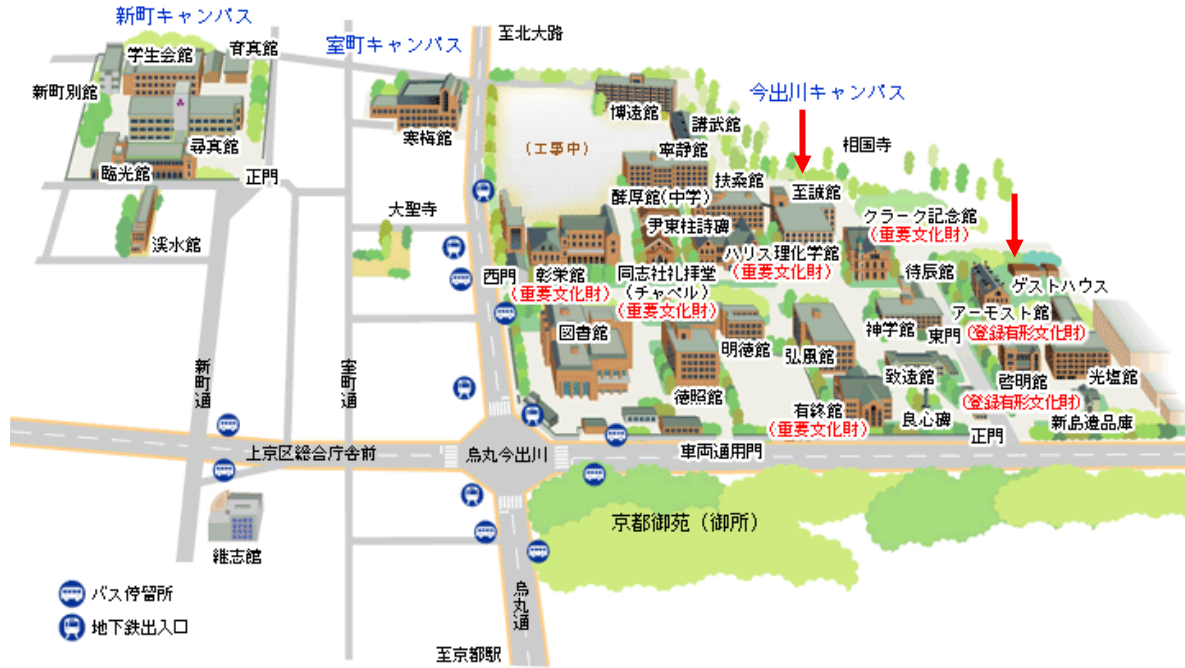 新町キャンパス
学生会館
育真館
新町別館
尋真館
臨光館
正門
渓水館
室町キャンパス
寒梅館
大聖寺
至北大路
今出川キャンパス
博遠館
講武館
(工事中)
寧静館
相国寺
扶桑館
至誠館
醇厚館(中学)
尹東柱詩碑
クラーク記念館
(重要文化財)
ハリス理化学館
(重要文化財)
西門
彰栄館
(重要文化財)
同志社礼拝堂
(チャペル)
(重要文化財)
待辰館
ゲストハウス
アーモスト館
(登録有形文化財)
図書館
明徳館
弘風館
神学館
東門
徳照館
致遠館
啓明館
(登録有形文化財)
光塩館
有終館
(重要文化財)
良心碑
正門
新島遺品庫
新町通
室町通
上京区総合庁舎前
烏丸今出川
車両通用門
京都御苑(御所)
継志館
バス停留所
地下鉄出入口
烏丸通
至京都駅